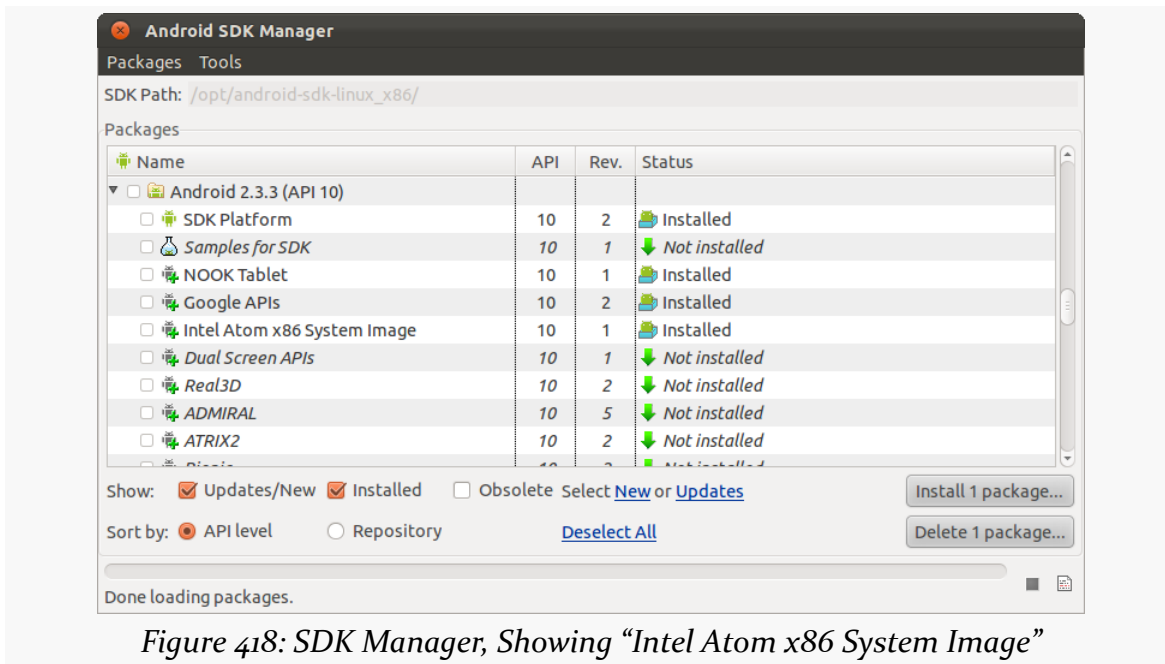 Android SDK Manager
Packages Tools
SDK Path: /opt/android-sdk-linux_x86/
Packages
Name API Rev. Status
Android 2.3.3 (API 10)
SDK Platform 10 2 Installed
Samples for SDK 10 1 Not installed
NOOK Tablet 10 1 Installed
Google APIs 10 2 Installed
Intel Atom x86 System Image 10 1 Installed
Dual Screen APIs 10 1 Not installed
Real3D 10 2 Not installed
ADMIRAL 10 5 Not installed
ATRIX2 10 2 Not installed
Show: Updates/New Installed Obsolete Select New or Updates Install 1 package...
Sort by: API level Repository Deselect All Delete 1 package...
Done loading packages.
Figure 418: SDK Manager, Showing “Intel Atom x86 System Image”